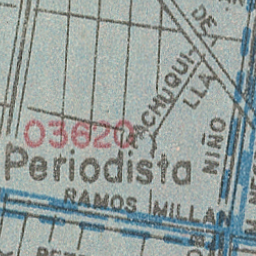 DE
CHUQUI-
LLA
03620
Periodista
NIÑO
RAMOS MILLAN